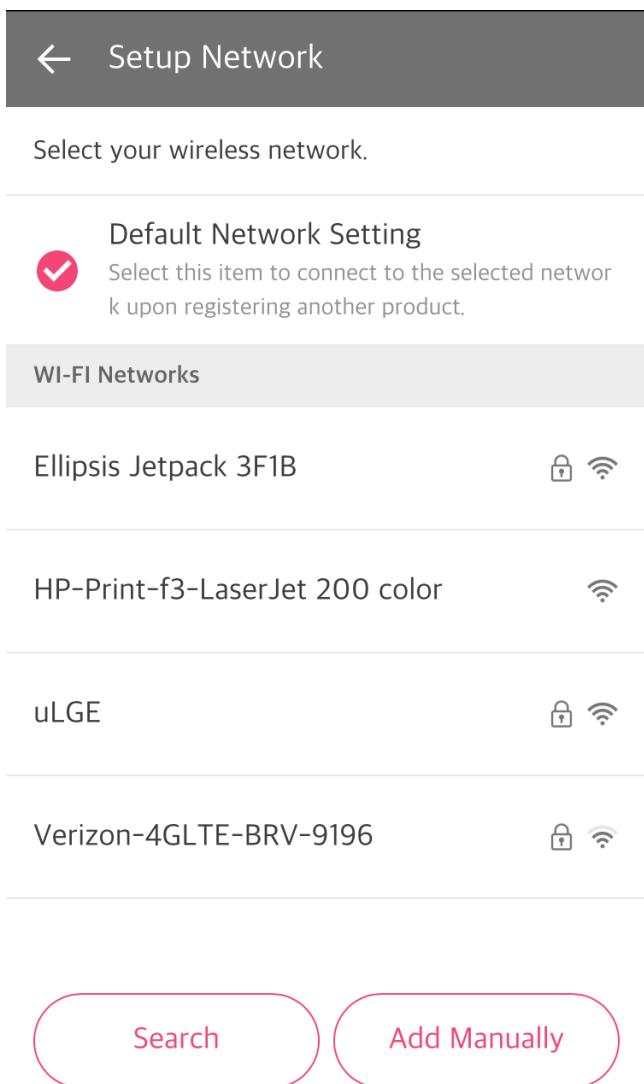 Setup Network
Select your wireless network.
Default Network Setting
Select this item to connect to the selected networ
k upon registering another product.
WI-FI Networks
Ellipsis Jetpack 3F1B
HP-Print-f3-LaserJet 200 color
uLGE
Verizon-4GLTE-BRV-9196
Search
Add Manually